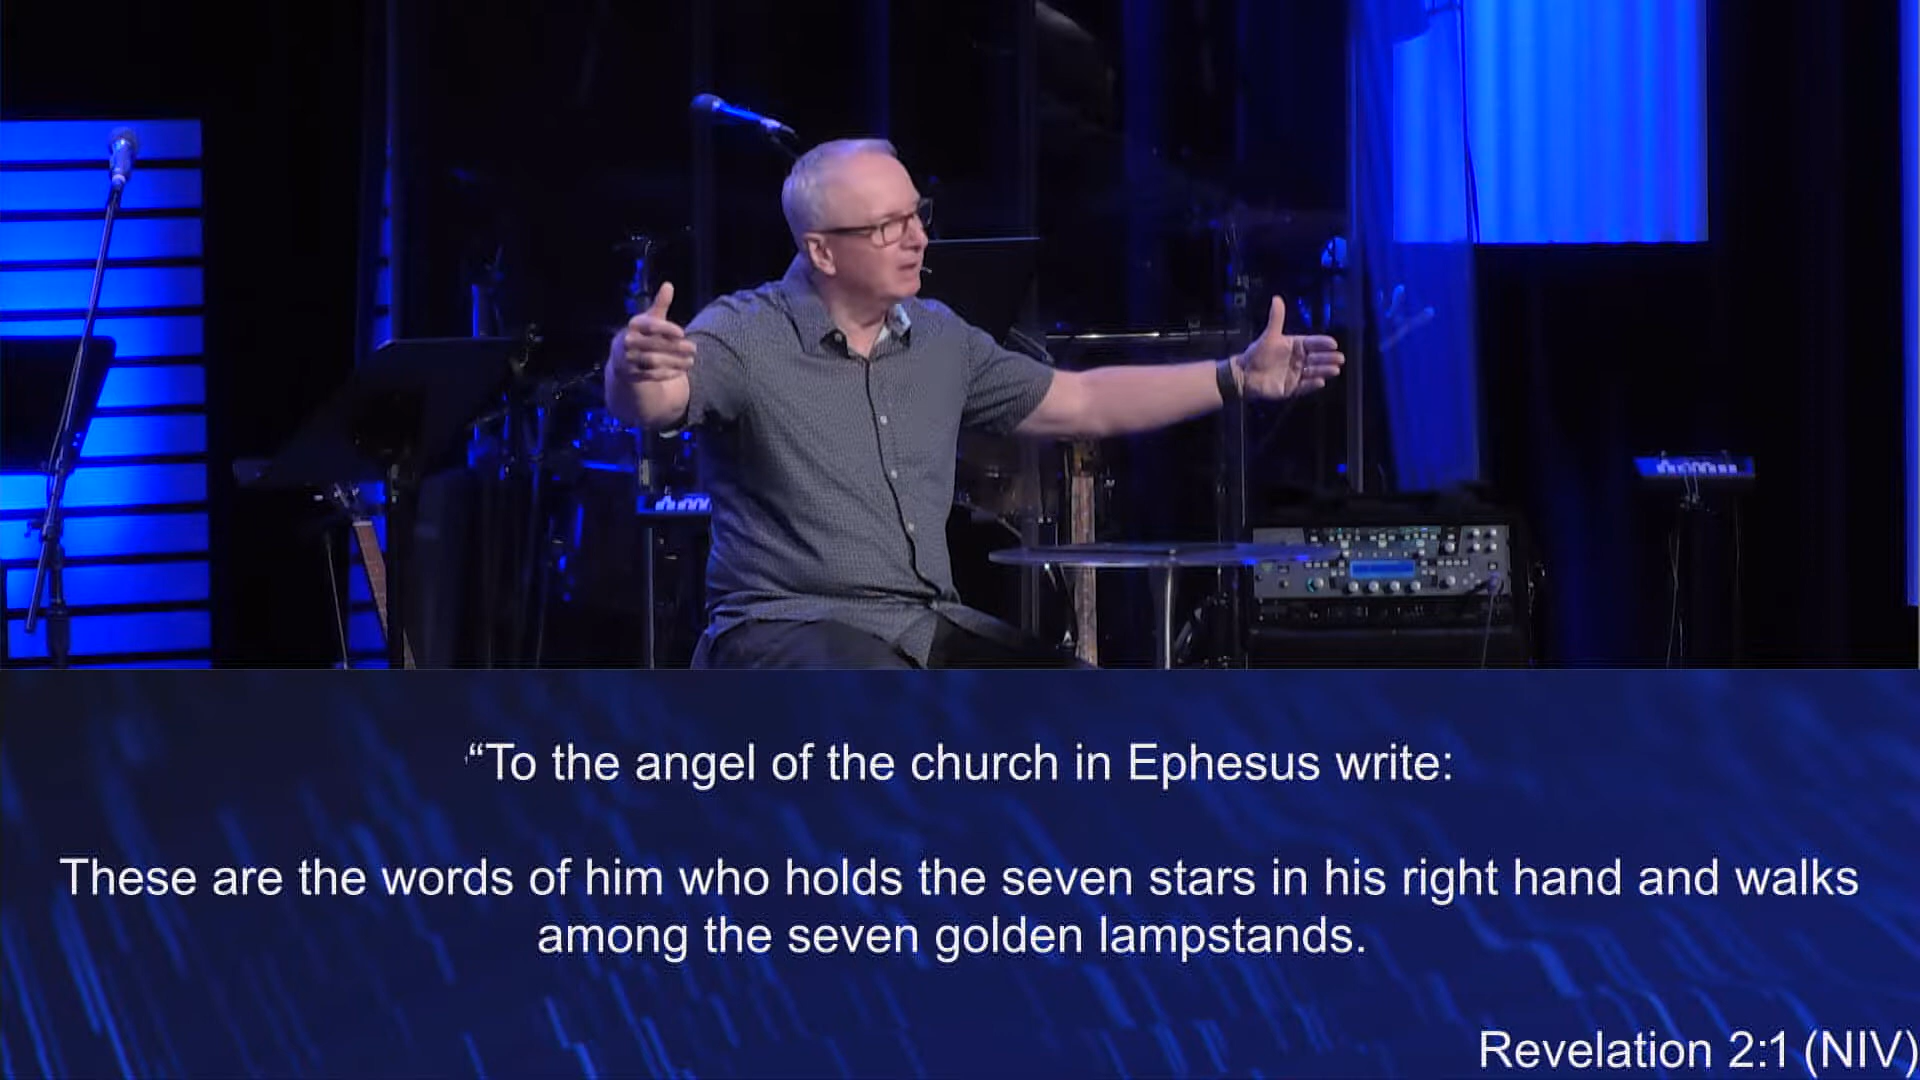 “To the angel of the church in Ephesus write:
These are the words of him who holds the seven stars in his right hand and walks
among the seven golden lampstands.
Revelation 2:1 (NIV)